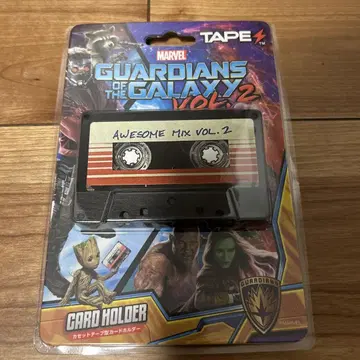 TAPES™
MARVEL
GUARDIANS
OF THE GALAXY
VOL. 2
AWESOME MIX VOL. 2
GUARDIANS
CARD HOLDER
カセットテープ型カードホルダー